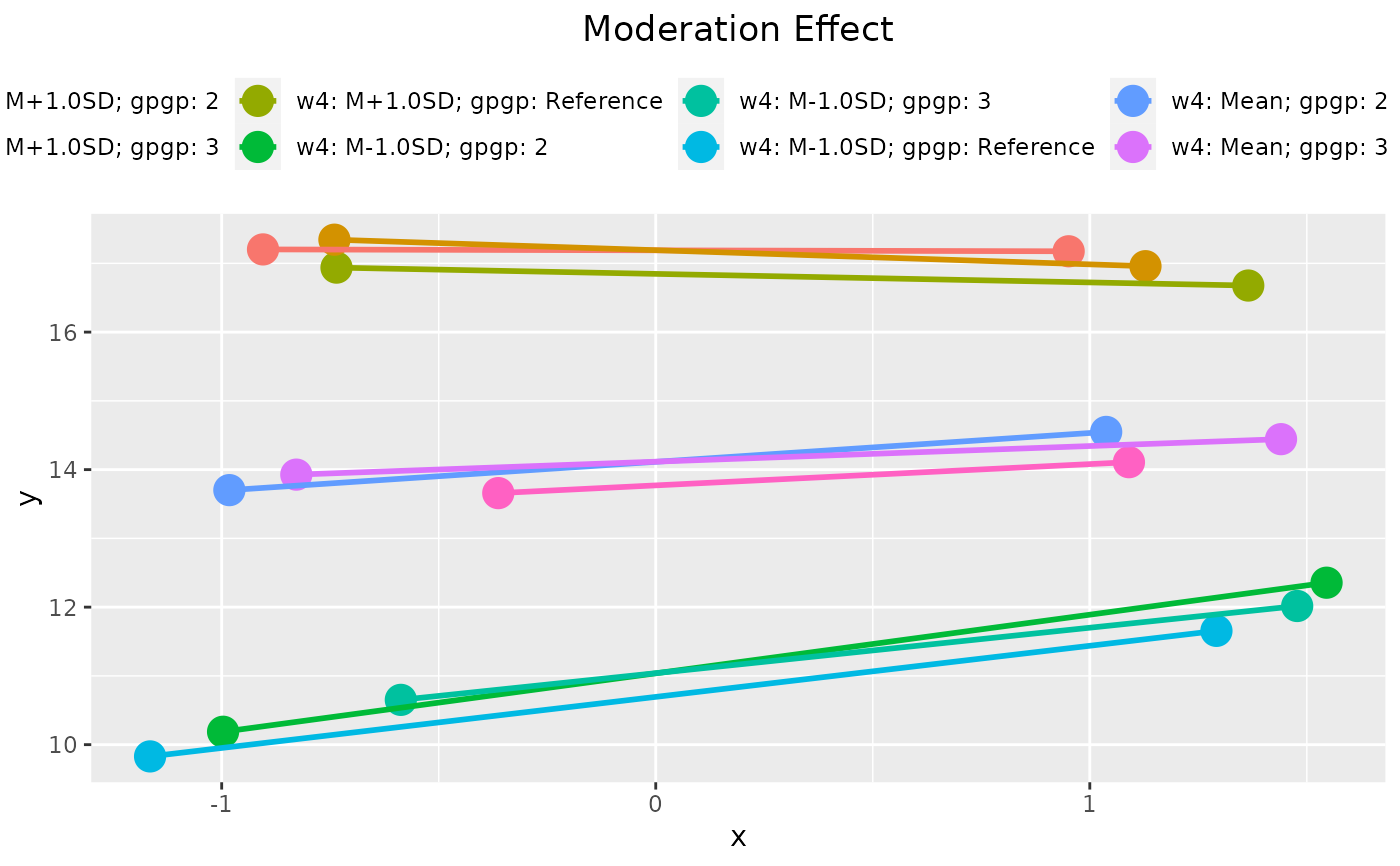 Moderation Effect
M+1.0SD; gpgp: 2 w4: M+1.0SD; gpgp: Reference w4: M-1.0SD; gpgp: 3 w4: Mean; gpgp: 2
M+1.0SD; gpgp: 3 w4: M-1.0SD; gpgp: 2 w4: M-1.0SD; gpgp: Reference w4: Mean; gpgp: 3
16
14
12
10
y
-1 0 1
x